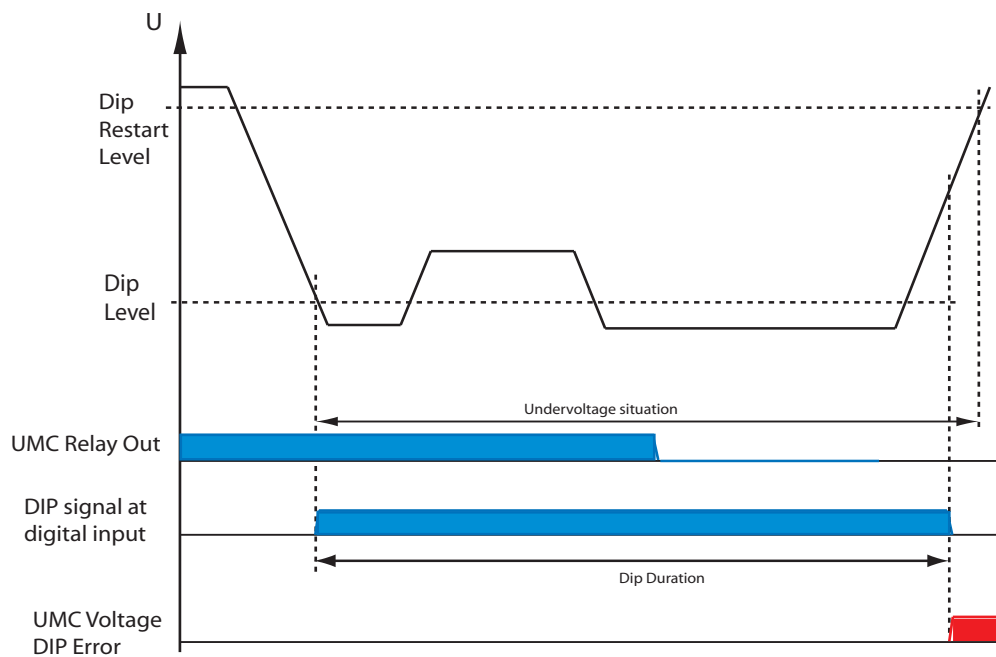 U
Dip
Restart
Level
Dip
Level
Undervoltage situation
UMC Relay Out
DIP signal at
digital input
Dip Duration
UMC Voltage
DIP Error